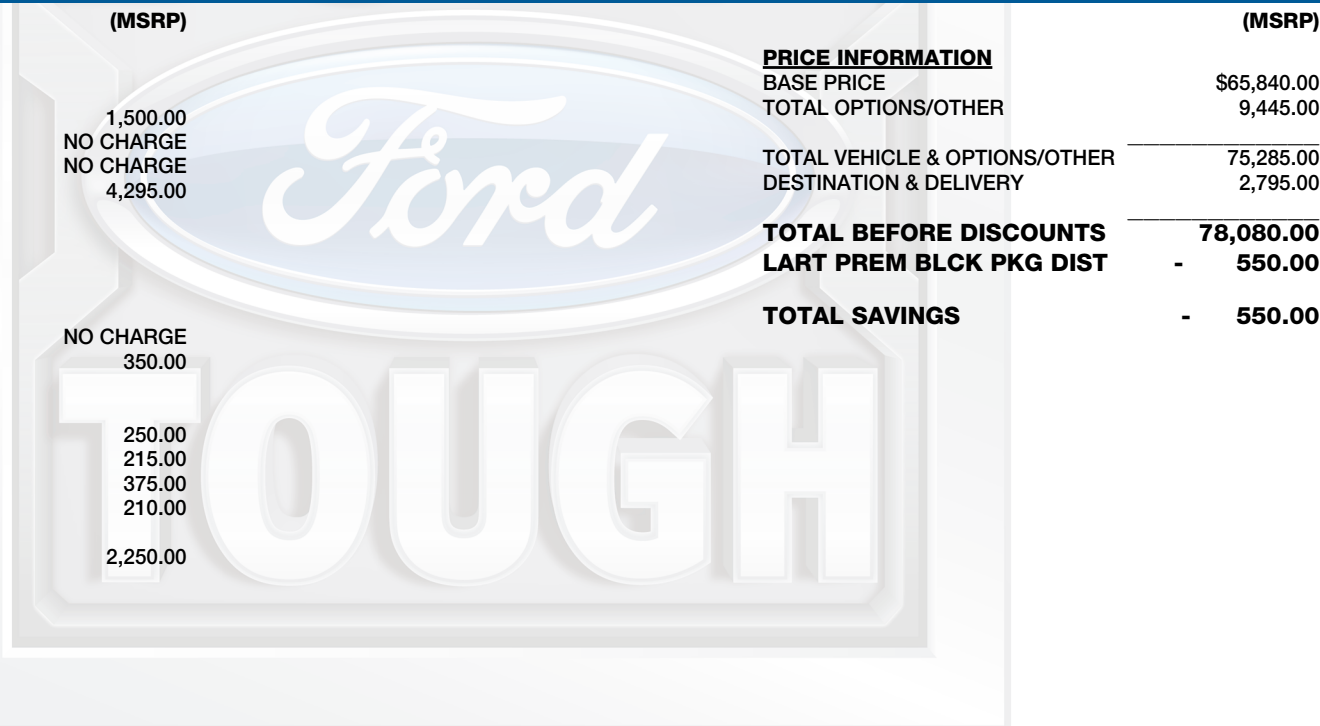 (MSRP)
1,500.00
NO CHARGE
NO CHARGE
4,295.00
NO CHARGE
350.00
250.00
215.00
375.00
210.00
2,250.00
Ford
TOUGH
(MSRP)
PRICE INFORMATION
BASE PRICE $65,840.00
TOTAL OPTIONS/OTHER 9,445.00
TOTAL VEHICLE & OPTIONS/OTHER 75,285.00
DESTINATION & DELIVERY 2,795.00
TOTAL BEFORE DISCOUNTS 78,080.00
LART PREM BLCK PKG DIST - 550.00
TOTAL SAVINGS - 550.00